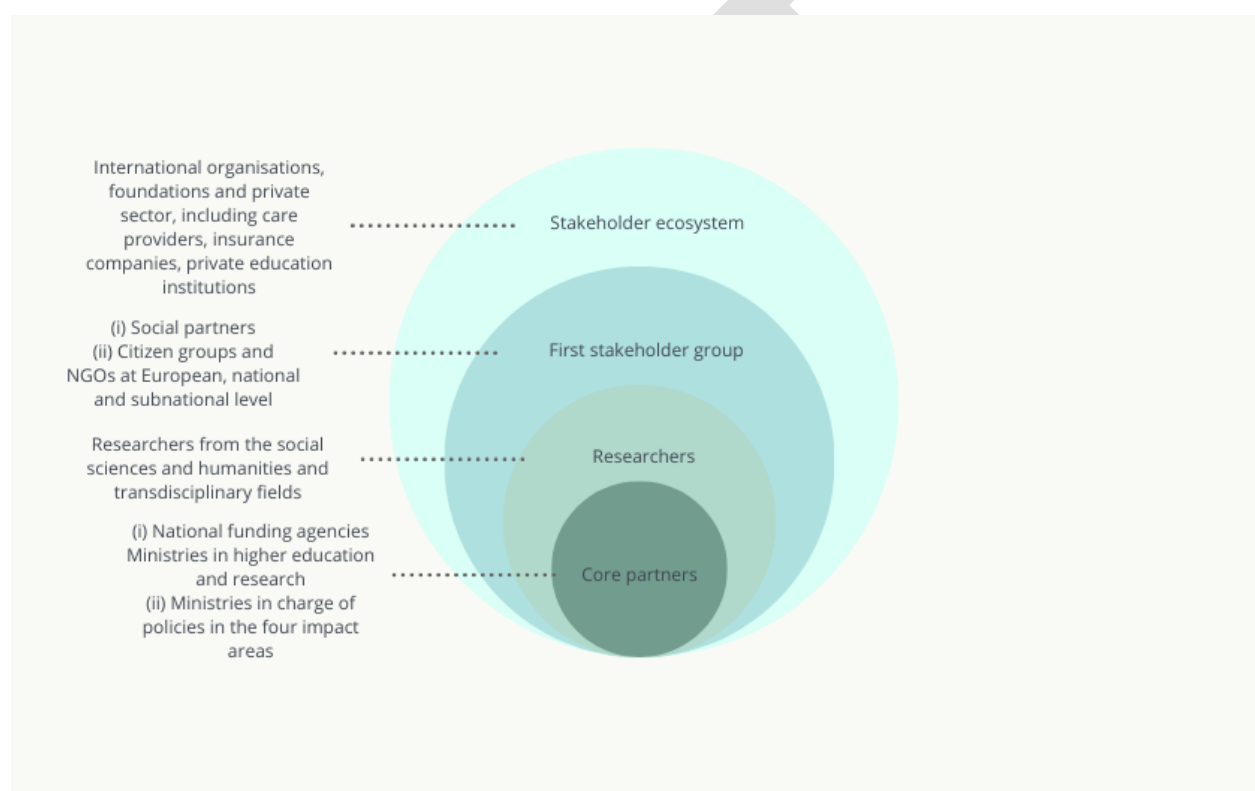 International organisations,
foundations and private
sector, including care
providers, insurance
companies, private education
institutions
Stakeholder ecosystem
(i) Social partners
(ii) Citizen groups and
NGOs at European, national
and subnational level
First stakeholder group
Researchers from the social
sciences and humanities and
transdisciplinary fields
Researchers
(i) National funding agencies
Ministries in higher education
and research
(ii) Ministries in charge of
policies in the four impact
areas
Core partners